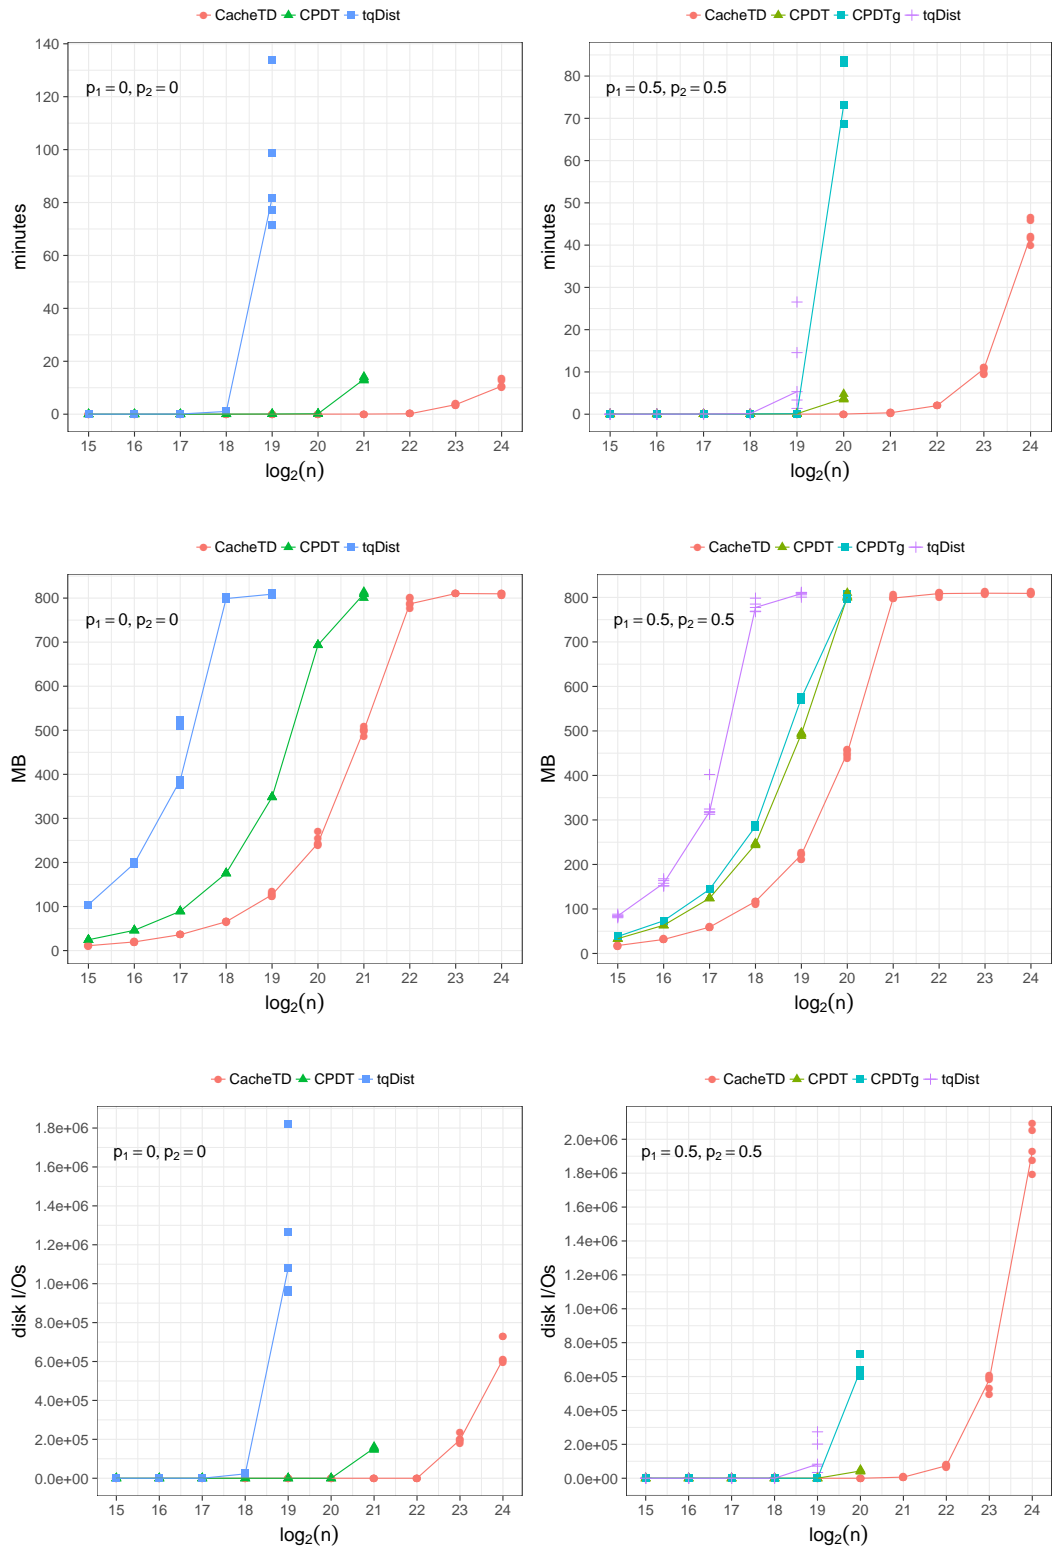 CacheTD CPDT tqDist
140
120
100
80
60
40
20
0
minutes
p₁ = 0, p₂ = 0
15 16 17 18 19 20 21 22 23 24
log₂(n)
CacheTD CPDT CPDTg tqDist
80
70
60
50
40
30
20
10
0
minutes
p₁ = 0.5, p₂ = 0.5
15 16 17 18 19 20 21 22 23 24
log₂(n)
CacheTD CPDT tqDist
800
700
600
500
400
300
200
100
0
MB
p₁ = 0, p₂ = 0
15 16 17 18 19 20 21 22 23 24
log₂(n)
CacheTD CPDT CPDTg tqDist
800
700
600
500
400
300
200
100
0
MB
p₁ = 0.5, p₂ = 0.5
15 16 17 18 19 20 21 22 23 24
log₂(n)
CacheTD CPDT tqDist
1.8e+06
1.6e+06
1.4e+06
1.2e+06
1.0e+06
8.0e+05
6.0e+05
4.0e+05
2.0e+05
0.0e+00
disk I/Os
p₁ = 0, p₂ = 0
15 16 17 18 19 20 21 22 23 24
log₂(n)
CacheTD CPDT CPDTg tqDist
2.0e+06
1.8e+06
1.6e+06
1.4e+06
1.2e+06
1.0e+06
8.0e+05
6.0e+05
4.0e+05
2.0e+05
0.0e+00
disk I/Os
p₁ = 0.5, p₂ = 0.5
15 16 17 18 19 20 21 22 23 24
log₂(n)